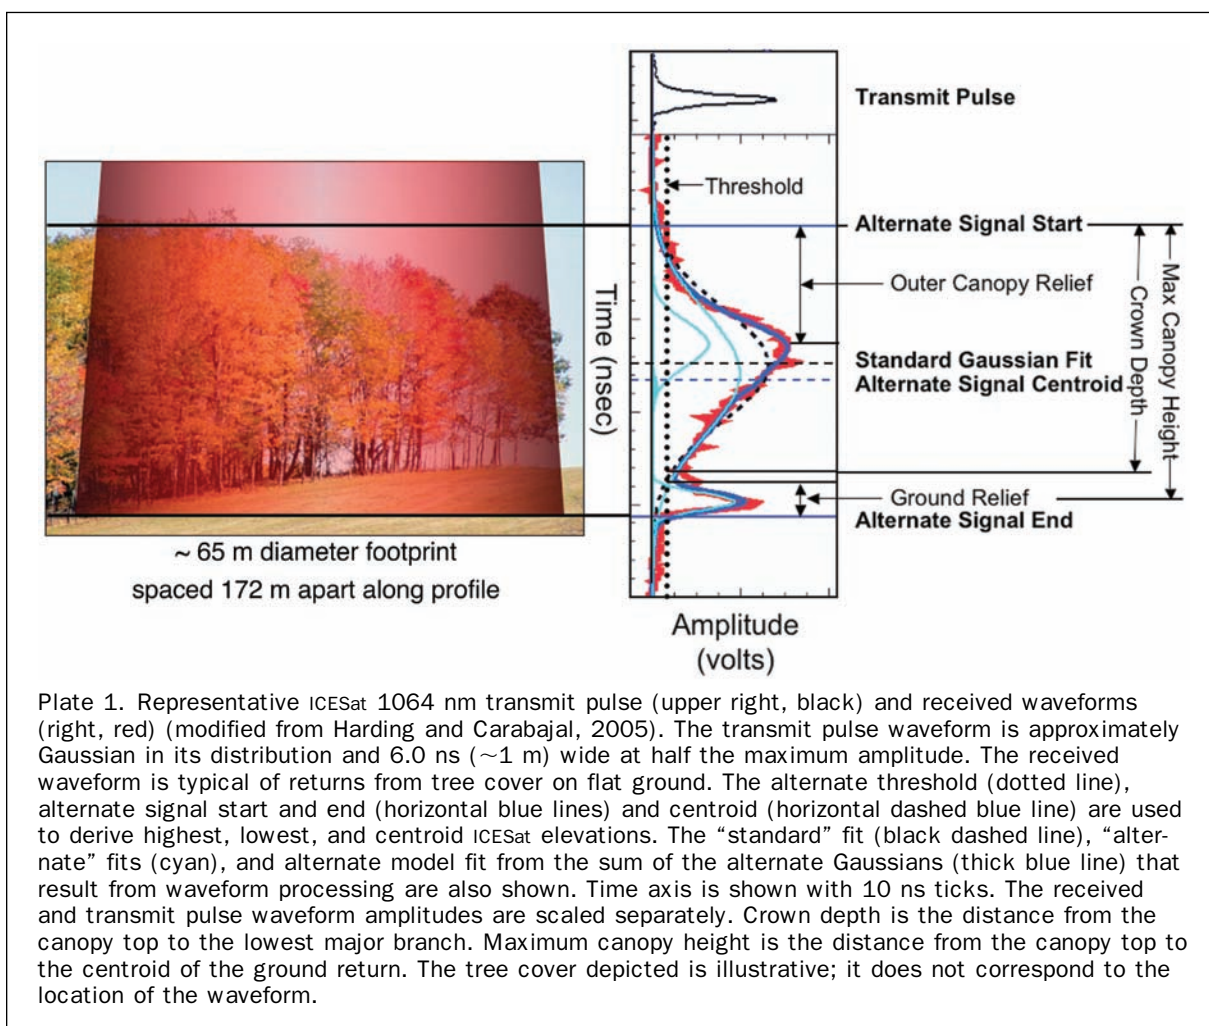 Transmit Pulse
Threshold
Alternate Signal Start
Outer Canopy Relief
Crown Depth
Max Canopy Height
Time (nsec)
Standard Gaussian Fit
Alternate Signal Centroid
Ground Relief
Alternate Signal End
~ 65 m diameter footprint
spaced 172 m apart along profile
Amplitude
(volts)
Plate 1. Representative ICESat 1064 nm transmit pulse (upper right, black) and received waveforms
(right, red) (modified from Harding and Carabajal, 2005). The transmit pulse waveform is approximately
Gaussian in its distribution and 6.0 ns (~1 m) wide at half the maximum amplitude. The received
waveform is typical of returns from tree cover on flat ground. The alternate threshold (dotted line),
alternate signal start and end (horizontal blue lines) and centroid (horizontal dashed blue line) are used
to derive highest, lowest, and centroid ICESat elevations. The “standard” fit (black dashed line), “alter-
nate” fits (cyan), and alternate model fit from the sum of the alternate Gaussians (thick blue line) that
result from waveform processing are also shown. Time axis is shown with 10 ns ticks. The received
and transmit pulse waveform amplitudes are scaled separately. Crown depth is the distance from the
canopy top to the lowest major branch. Maximum canopy height is the distance from the canopy top to
the centroid of the ground return. The tree cover depicted is illustrative; it does not correspond to the
location of the waveform.